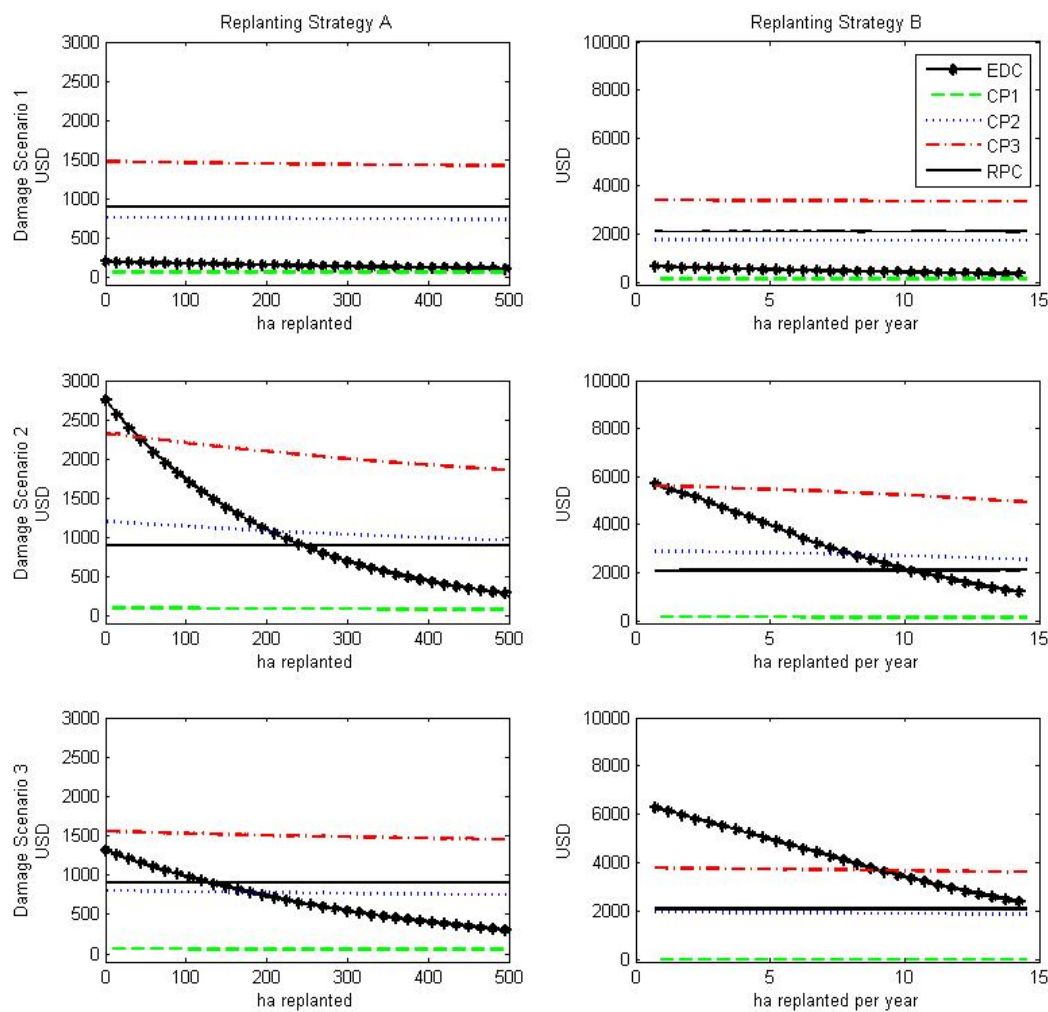 Replanting Strategy A
Replanting Strategy B
Damage Scenario 1
USD
3000
2500
2000
1500
1000
500
0
0 100 200 300 400 500
ha replanted
USD
10000
8000
6000
4000
2000
0
0 5 10 15
ha replanted per year
EDC
CP1
CP2
CP3
RPC
Damage Scenario 2
USD
3000
2500
2000
1500
1000
500
0
0 100 200 300 400 500
ha replanted
USD
10000
8000
6000
4000
2000
0
0 5 10 15
ha replanted per year
Damage Scenario 3
USD
3000
2500
2000
1500
1000
500
0
0 100 200 300 400 500
ha replanted
USD
10000
8000
6000
4000
2000
0
0 5 10 15
ha replanted per year